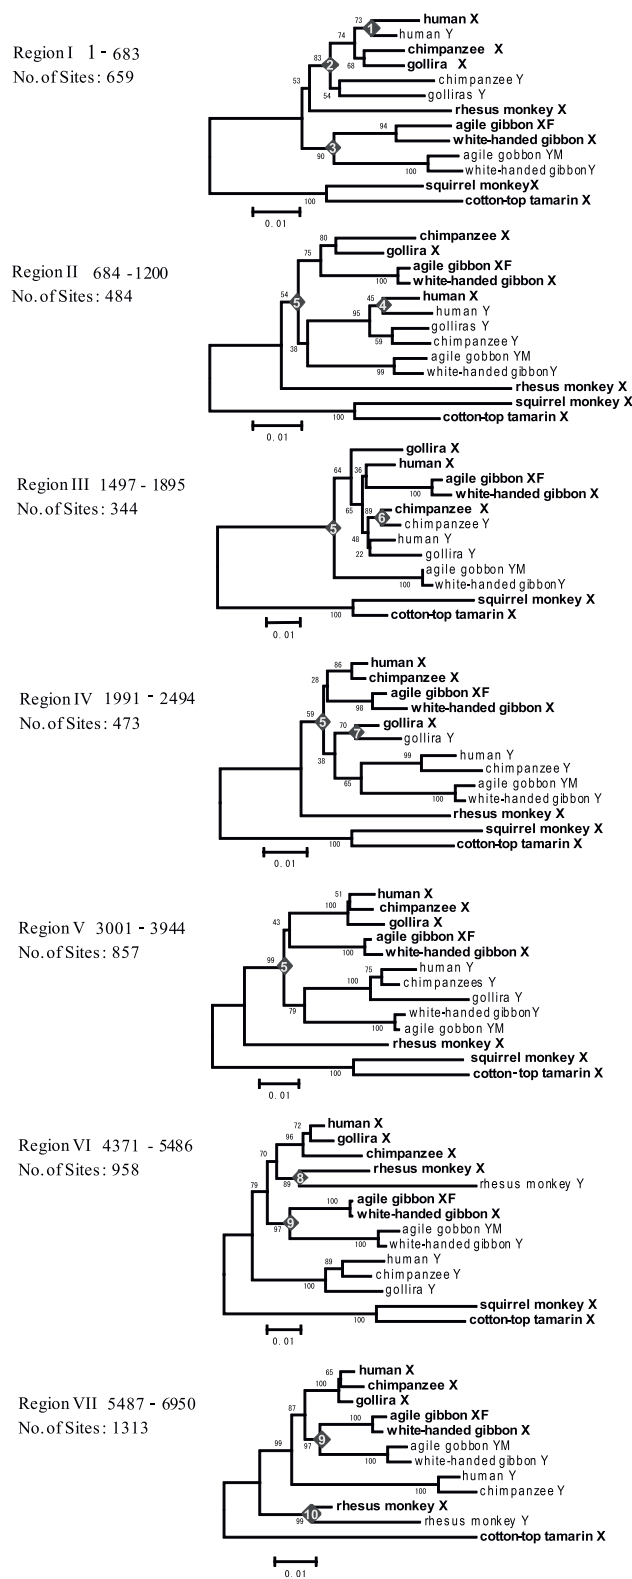 Region I 1 - 683
No. of Sites: 659
73
1
human X
human Y
74
chimpanzee X
68
gollira X
83
2
chimpanzee Y
54
golliras Y
53
rhesus monkey X
94
agile gibbon XF
white-handed gibbon X
3
90
agile gobbon YM
100
white-handed gibbonY
squirrel monkeyX
100
cotton-top tamarin X
0.01
Region II 684 -1200
No. of Sites: 484
80
chimpanzee X
75
gollira X
agile gibbon XF
100
white-handed gibbon X
54
5
45
4
human X
95
human Y
golliras Y
59
chimpanzee Y
38
agile gobbon YM
99
white-handed gibbonY
rhesus monkey X
squirrel monkey X
100
cotton-top tamarin X
0.01
Region III 1497 - 1895
No. of Sites: 344
gollira X
64
36
human X
agile gibbon XF
100
white-handed gibbon X
65
89
6
chimpanzee X
chimpanzee Y
5
48
human Y
22
gollira Y
agile gobbon YM
100
white-handed gibbonY
squirrel monkey X
100
cotton-top tamarin X
0.01
Region IV 1991 - 2494
No. of Sites: 473
86
human X
28
chimpanzee X
agile gibbon XF
98
white-handed gibbon X
59
5
70
7
gollira X
gollira Y
38
99
human Y
chimpanzee Y
65
agile gobbon YM
100
white-handed gibbon Y
rhesus monkey X
squirrel monkey X
100
cotton-top tamarin X
0.01
Region V 3001 - 3944
No. of Sites: 857
51
human X
100
chimpanzee X
43
gollira X
agile gibbon XF
100
white-handed gibbon X
99
5
75
human Y
100
chimpanzees Y
gollira Y
79
white-handed gibbonY
100
agile gobbon YM
rhesus monkey X
squirrel monkey X
100
cotton-top tamarin X
0.01
Region VI 4371 - 5486
No. of Sites: 958
72
human X
96
gollira X
chimpanzee X
70
8
rhesus monkey X
89
rhesus monkey Y
79
100
agile gibbon XF
white-handed gibbon X
9
97
agile gobbon YM
100
white-handed gibbon Y
89
human Y
chimpanzee Y
100
gollira Y
squirrel monkey X
100
cotton-top tamarin X
0.01
Region VII 5487 - 6950
No. of Sites: 1313
65
human X
100
chimpanzee X
gollira X
87
100
agile gibbon XF
white-handed gibbon X
9
97
agile gobbon YM
100
white-handed gibbon Y
99
human Y
100
chimpanzee Y
10
rhesus monkey X
99
rhesus monkey Y
cotton-top tamarin X
0.01